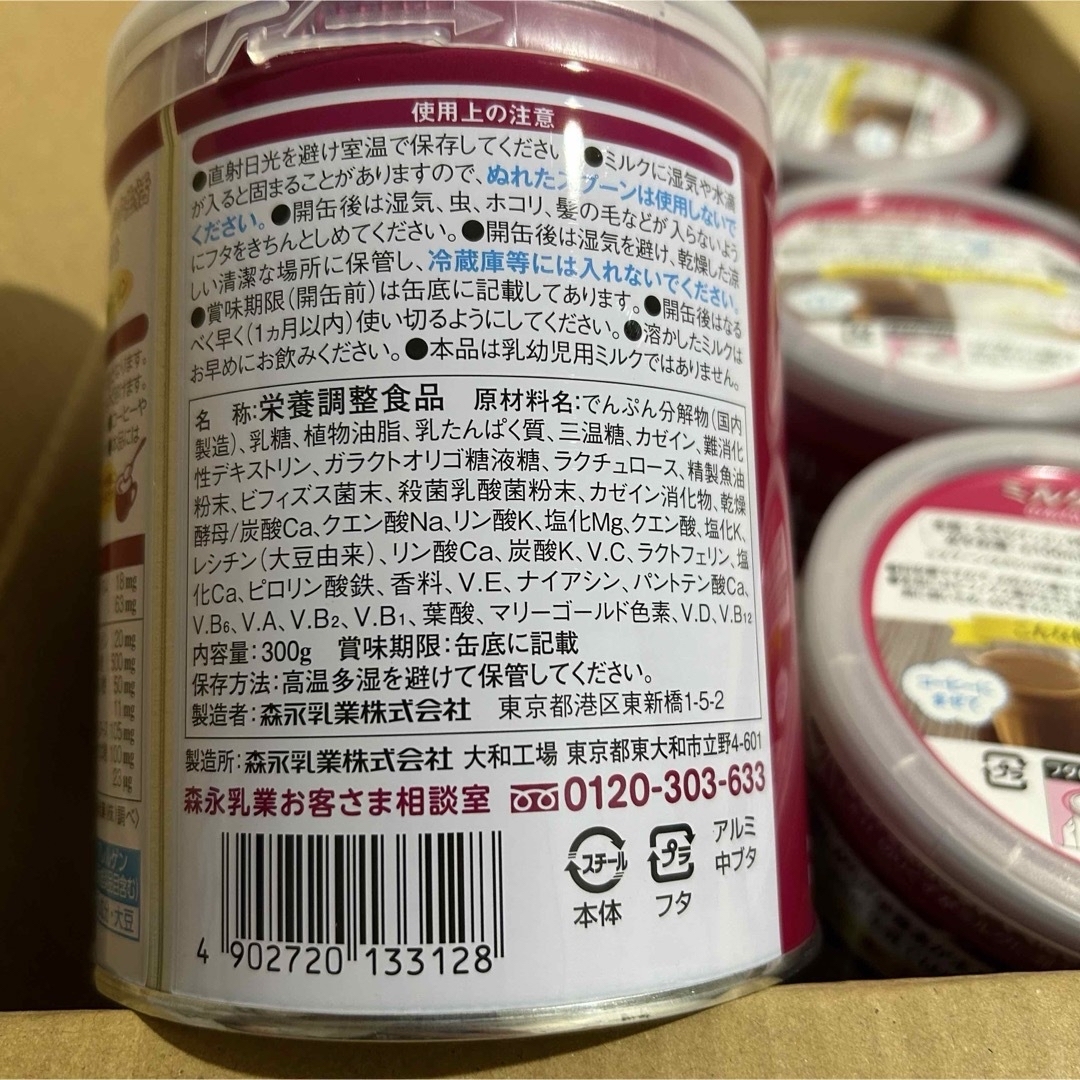 使用上の注意
●直射日光を避け室温で保存してください ●ミルクに湿気や水滴
が入ると固まることがありますので、ぬれたスプーンは使用しないで
ください。●開缶後は湿気、虫、ホコリ、髪の毛などが入らないよう
にフタをきちんとしめてください。●開缶後は湿気を避け、乾燥した涼
しい清潔な場所に保管し、冷蔵庫等には入れないでください。
●賞味期限(開缶前)は缶底に記載してあります。●開缶後はなる
べく早く(1ヵ月以内)使い切るようにしてください。●溶かしたミルクは
お早めにお飲みください。●本品は乳幼児用ミルクではありません。
名 称:栄養調整食品 原材料名:でんぷん分解物(国内
製造)、乳糖、植物油脂、乳たんぱく質、三温糖、カゼイン、難消化
性デキストリン、ガラクトオリゴ糖液糖、ラクチュロース、精製魚油
粉末、ビフィズス菌末、殺菌乳酸菌粉末、カゼイン消化物、乾燥
酵母/炭酸Ca、クエン酸Na、リン酸K、塩化Mg、クエン酸、塩化K、
レシチン(大豆由来)、リン酸Ca、炭酸K、V.C、ラクトフェリン、塩
化Ca、ピロリン酸鉄、香料、V.E、ナイアシン、パントテン酸Ca、
V.B6、V.A、V.B2、V.B1、葉酸、マリーゴールド色素、V.D、V.B12
内容量:300g 賞味期限:缶底に記載
保存方法:高温多湿を避けて保管してください。
製造者:森永乳業株式会社 東京都港区東新橋1-5-2
製造所:森永乳業株式会社 大和工場 東京都東大和市立野4-601
森永乳業お客さま相談室 0120-303-633
スチール
本体
プラ
フタ
アルミ
中ブタ
4 902720 133128
18mg
63mg
大豆
コーヒーに
まぜて
プラ